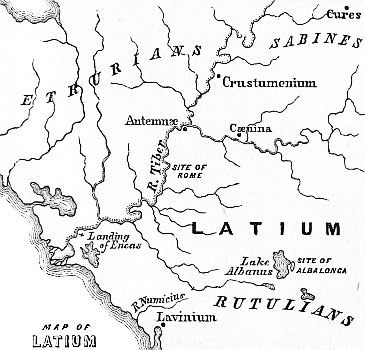 Cures
SABINES
ETRURIANS
Crustumenium
Antemnæ
Cænina
R. Tiber
SITE OF
ROME
LATIUM
Landing
of Eneas
Lake
Albanus
SITE OF
ALBALONGA
R. Numicius
RUTULIANS
Lavinium
MAP OF
LATIUM